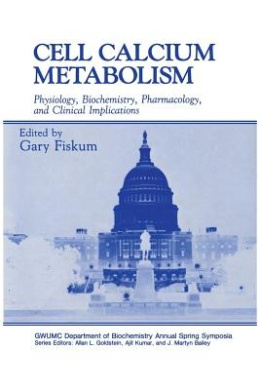 CELL CALCIUM
METABOLISM
Physiology, Biochemistry, Pharmacology,
and Clinical Implications
Edited by
Gary Fiskum
GWUMC Department of Biochemistry Annual Spring Symposia
Series Editors: Allan L. Goldstein, Ajit Kumar, and J. Martyn Bailey